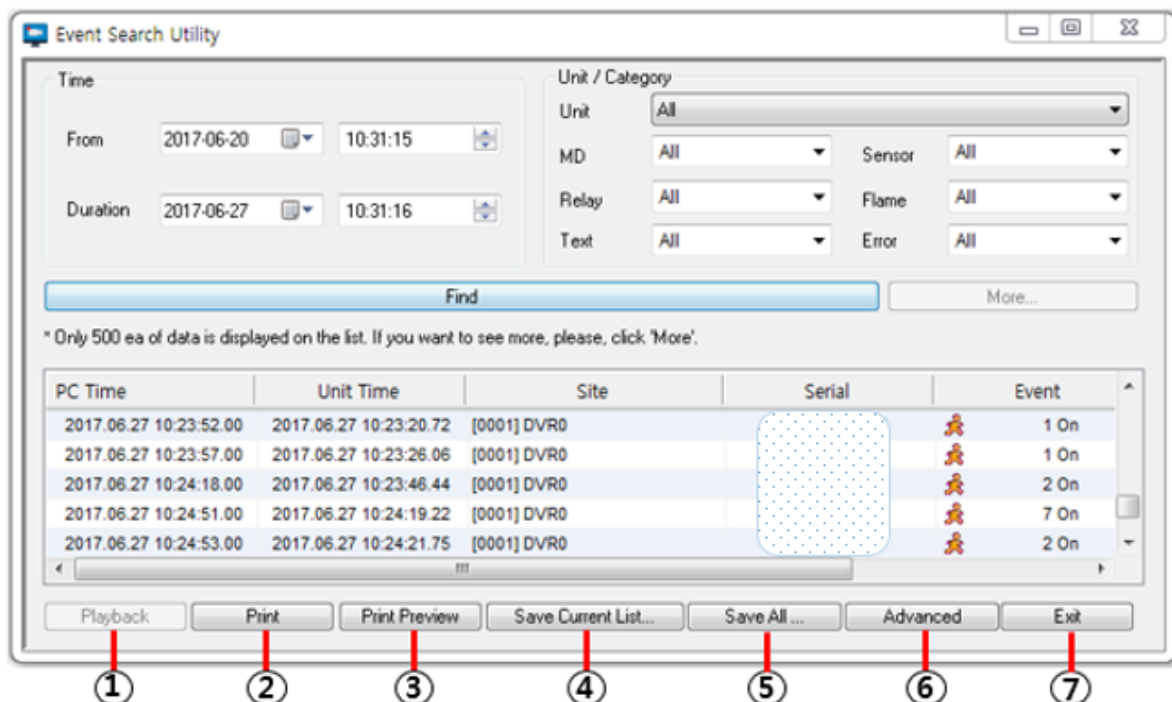 Event Search Utility
Time
From 2017-06-20 10:31:15
Duration 2017-06-27 10:31:16
Unit / Category
Unit All
MD All Sensor All
Relay All Flame All
Text All Error All
Find More...
* Only 500 ea of data is displayed on the list. If you want to see more, please, click 'More'.
PC Time Unit Time Site Serial Event
2017.06.27 10:23:52.00 2017.06.27 10:23:20.72 [0001] DVR0 1 On
2017.06.27 10:23:57.00 2017.06.27 10:23:26.06 [0001] DVR0 1 On
2017.06.27 10:24:18.00 2017.06.27 10:23:46.44 [0001] DVR0 2 On
2017.06.27 10:24:51.00 2017.06.27 10:24:19.22 [0001] DVR0 7 On
2017.06.27 10:24:53.00 2017.06.27 10:24:21.75 [0001] DVR0 2 On
Playback Print Print Preview Save Current List... Save All ... Advanced Exit
① ② ③ ④ ⑤ ⑥ ⑦